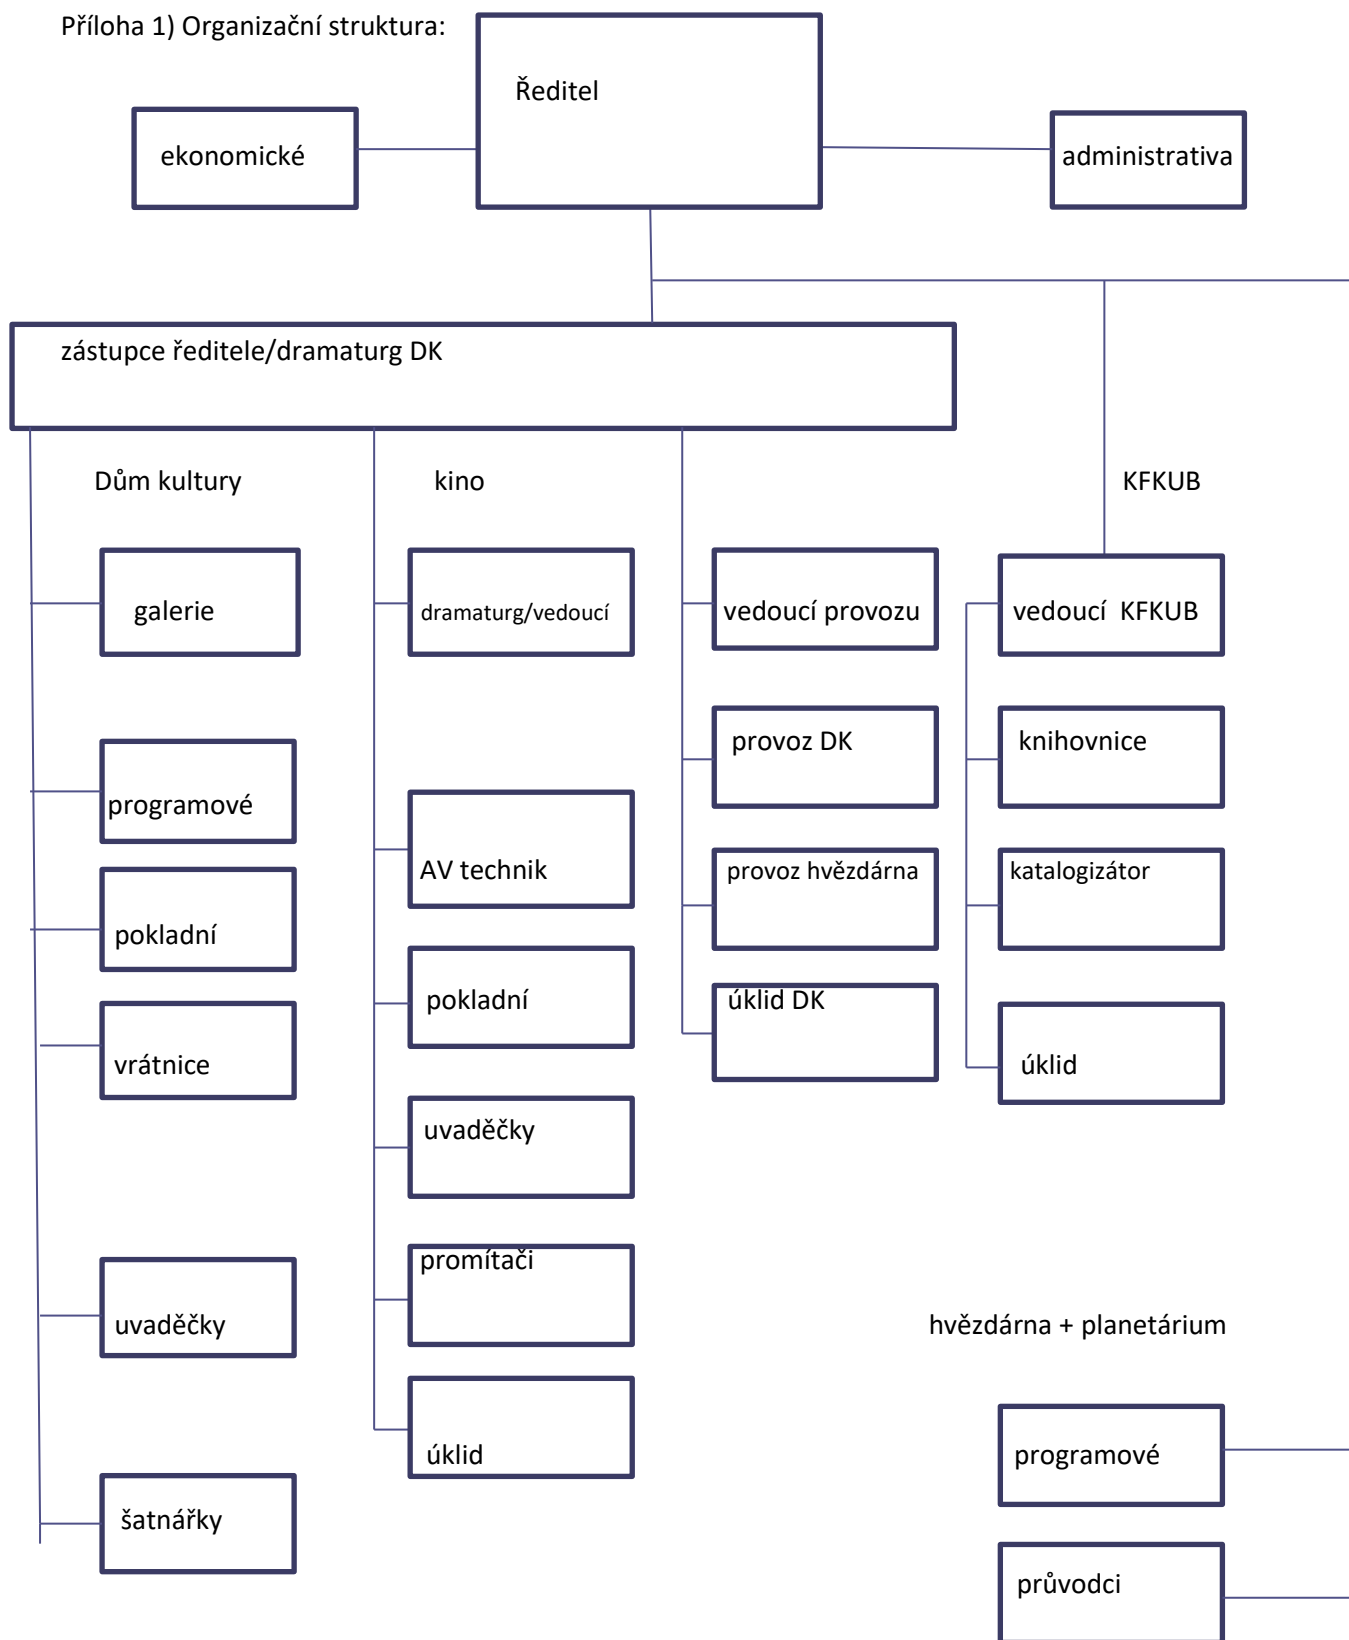 Příloha 1) Organizační struktura:
Ředitel
ekonomické
administrativa
zástupce ředitele/dramaturg DK
Dům kultury
kino
KFKUB
galerie
dramaturg/vedoucí
vedoucí provozu
vedoucí KFKUB
programové
provoz DK
knihovnice
AV technik
provoz hvězdárna
katalogizátor
pokladní
pokladní
úklid DK
vrátnice
úklid
uvaděčky
promítači
uvaděčky
hvězdárna + planetárium
úklid
programové
šatnářky
průvodci